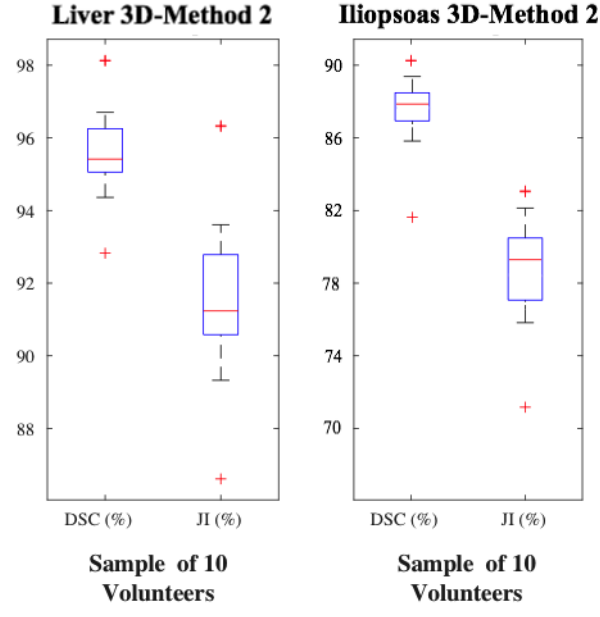 Liver 3D-Method 2
98
96
94
92
90
88
DSC (%) JI (%)
Sample of 10
Volunteers
Iliopsoas 3D-Method 2
90
86
82
78
74
70
DSC (%) JI (%)
Sample of 10
Volunteers